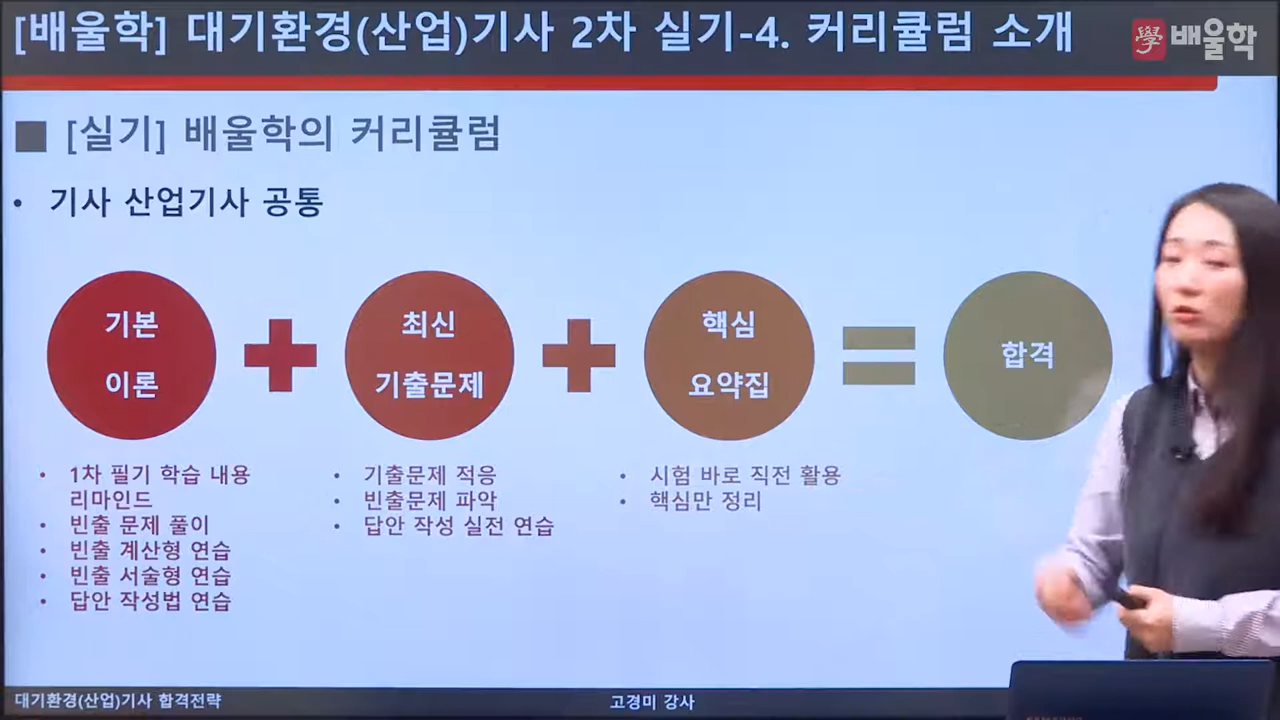 [배울학] 대기환경(산업)기사 2차 실기-4. 커리큘럼 소개
學 배울학
■ [실기] 배울학의 커리큘럼
• 기사 산업기사 공통
기본
이론
+
최신
기출문제
+
핵심
요약집
=
합격
• 1차 필기 학습 내용
리마인드
• 빈출 문제 풀이
• 빈출 계산형 연습
• 빈출 서술형 연습
• 답안 작성법 연습
• 기출문제 적응
• 빈출문제 파악
• 답안 작성 실전 연습
• 시험 바로 직전 활용
• 핵심만 정리
대기환경(산업)기사 합격전략
고경미 강사